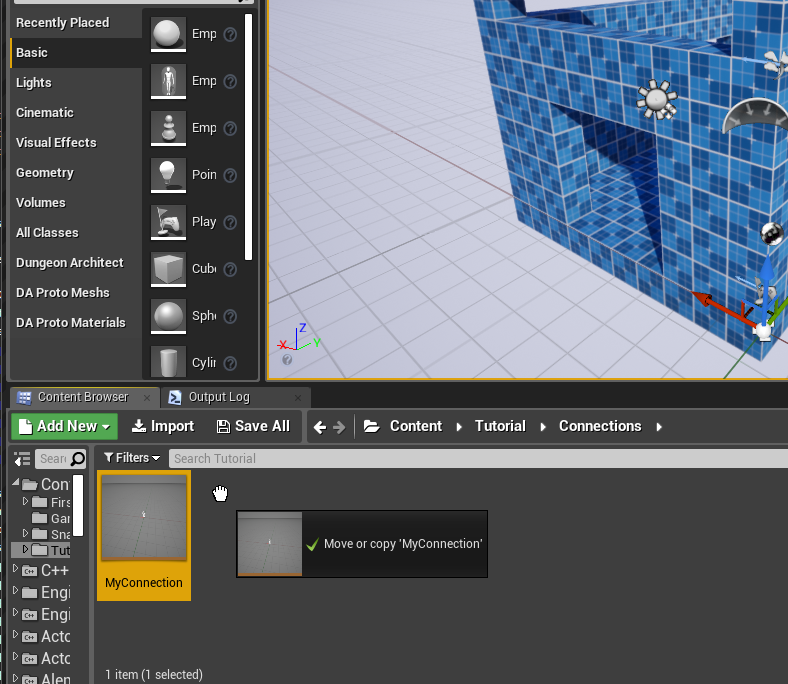 Recently Placed
Basic
Lights
Cinematic
Visual Effects
Geometry
Volumes
All Classes
Dungeon Architect
DA Proto Meshs
DA Proto Materials
Emp
Emp
Emp
Poin
Play
Cube
Sphe
Cylin
X
Z
Y
Content Browser
Output Log
Add New
Import
Save All
Content
Tutorial
Connections
Sear
Filters
Search Tutorial
Con
Firs
Gar
Sna
Tut
C++
Engi
Engi
Acto
Acto
Alen
MyConnection
Move or copy 'MyConnection'
1 item (1 selected)